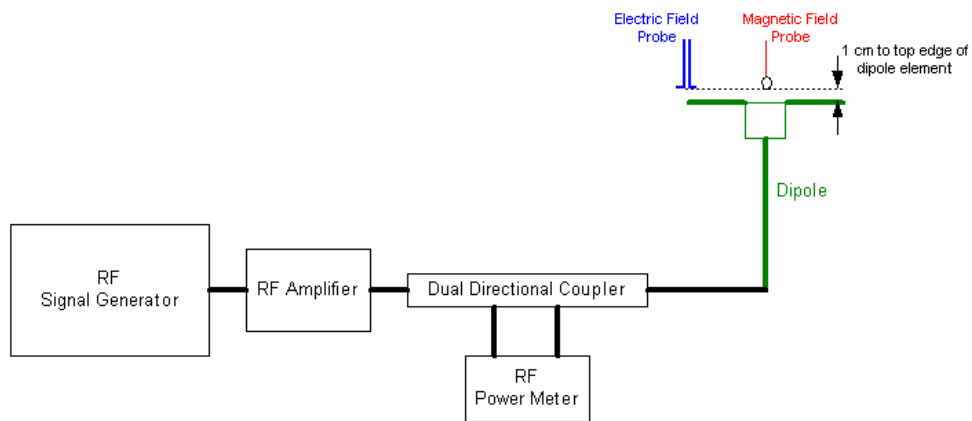 Electric Field
Probe
Magnetic Field
Probe
1 cm to top edge of
dipole element
Dipole
RF
Signal Generator
RF Amplifier
Dual Directional Coupler
RF
Power Meter